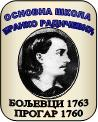 ОСНОВНА ШКОЛА
БРАНКО РАДИЧЕВИЋ
БОЉЕВЦИ 1763
ПРОГАР 1760